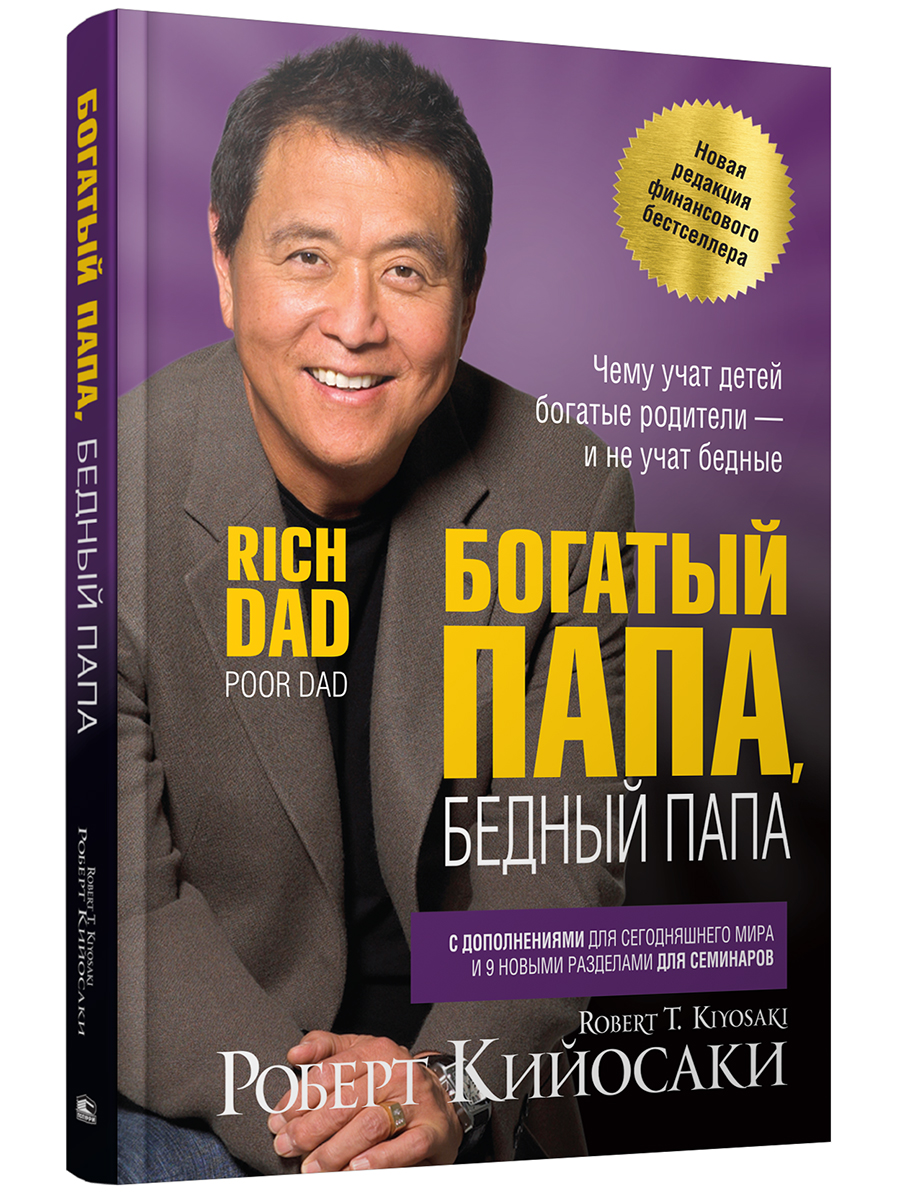 БОГАТЫЙ ПАПА, БЕДНЫЙ ПАПА
ROBERT T. KIYOSAKI
РОБЕРТ КИЙОСАКИ
Новая
редакция
финансового
бестселлера
Чему учат детей
богатые родители —
и не учат бедные
RICH
DAD
POOR DAD
БОГАТЫЙ
ПАПА,
БЕДНЫЙ ПАПА
С ДОПОЛНЕНИЯМИ ДЛЯ СЕГОДНЯШНЕГО МИРА
И 9 НОВЫМИ РАЗДЕЛАМИ ДЛЯ СЕМИНАРОВ
ROBERT T. KIYOSAKI
РОБЕРТ КИЙОСАКИ